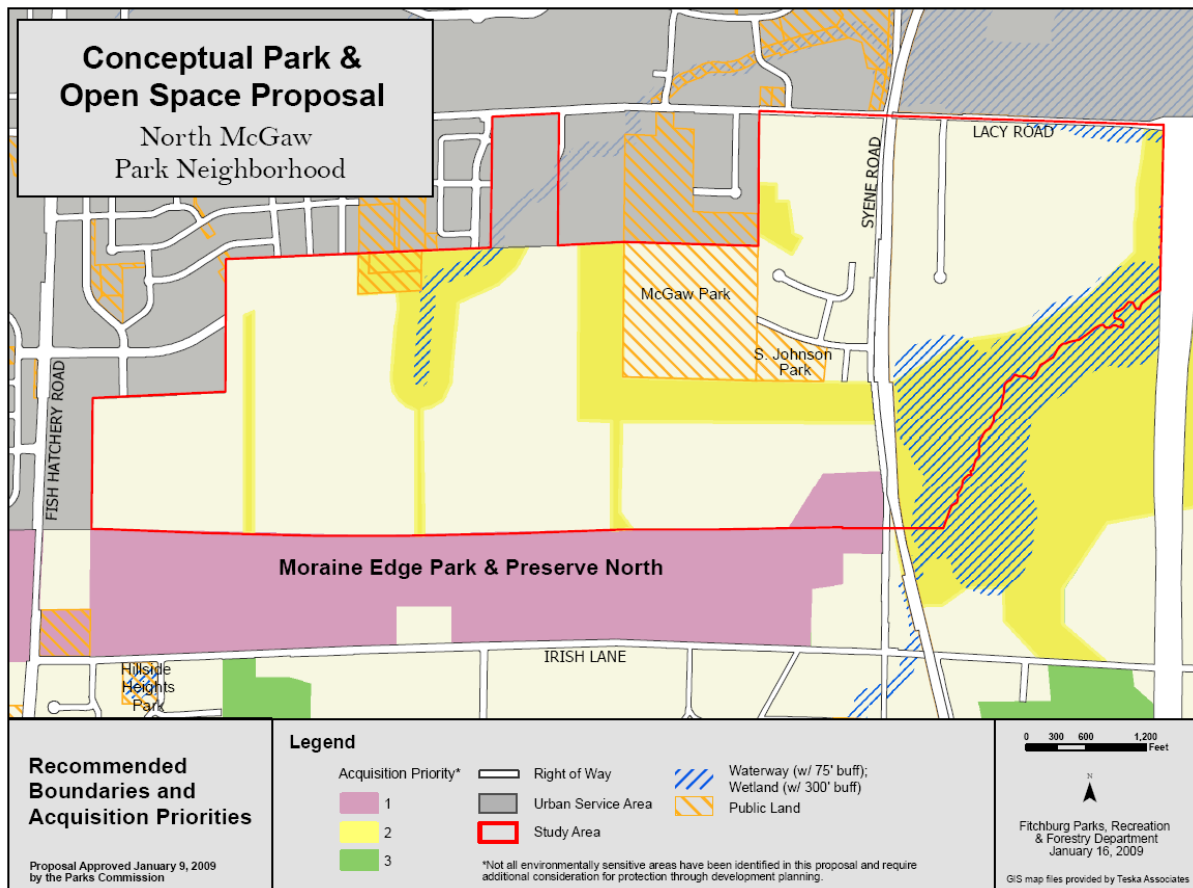 Conceptual Park &
Open Space Proposal
North McGaw
Park Neighborhood
LACY ROAD
SYENE ROAD
McGaw Park
S. Johnson
Park
FISH HATCHERY ROAD
Moraine Edge Park & Preserve North
IRISH LANE
Hillside
Heights
Park
Recommended
Boundaries and
Acquisition Priorities
Proposal Approved January 9, 2009
by the Parks Commission
Legend
Acquisition Priority*
1
2
3
Right of Way
Urban Service Area
Study Area
Waterway (w/ 75' buff);
Wetland (w/ 300' buff)
Public Land
*Not all environmentally sensitive areas have been identified in this proposal and require
additional consideration for protection through development planning.
0 300 600 1,200
Feet
N
Fitchburg Parks, Recreation
& Forestry Department
January 16, 2009
GIS map files provided by Teska Associates